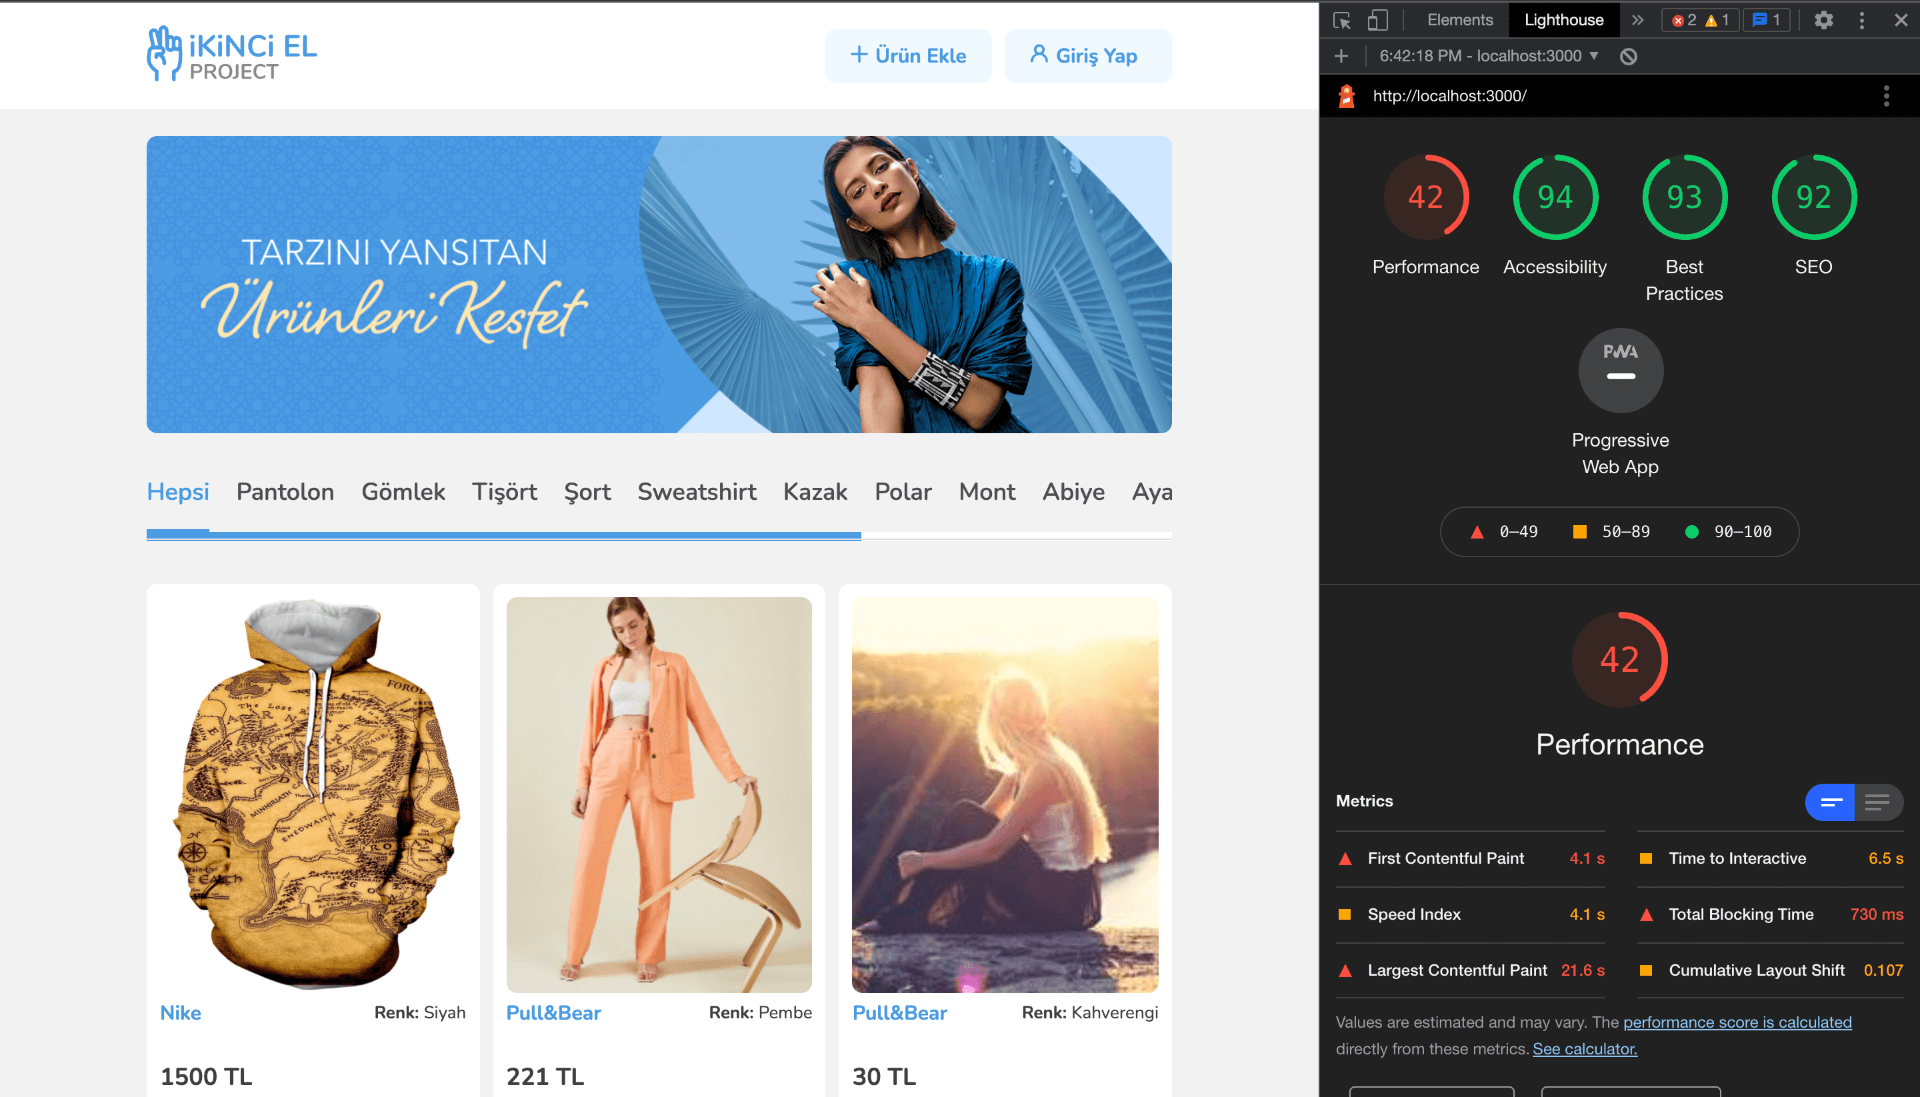 iKiNCi EL
PROJECT
+ Ürün Ekle
Giriş Yap
TARZINI YANSITAN
Ürünleri Kesfet
Hepsi Pantolon Gömlek Tişört Şort Sweatshirt Kazak Polar Mont Abiye Aya
Nike Renk: Siyah
1500 TL
Pull&Bear Renk: Pembe
221 TL
Pull&Bear Renk: Kahverengi
30 TL
Elements Lighthouse » 2 1 1
6:42:18 PM - localhost:3000
http://localhost:3000/
42
Performance
94
Accessibility
93
Best
Practices
92
SEO
PWA
Progressive
Web App
0–49 50–89 90–100
42
Performance
Metrics
First Contentful Paint 4.1 s
Time to Interactive 6.5 s
Speed Index 4.1 s
Total Blocking Time 730 ms
Largest Contentful Paint 21.6 s
Cumulative Layout Shift 0.107
Values are estimated and may vary. The performance score is calculated
directly from these metrics. See calculator.